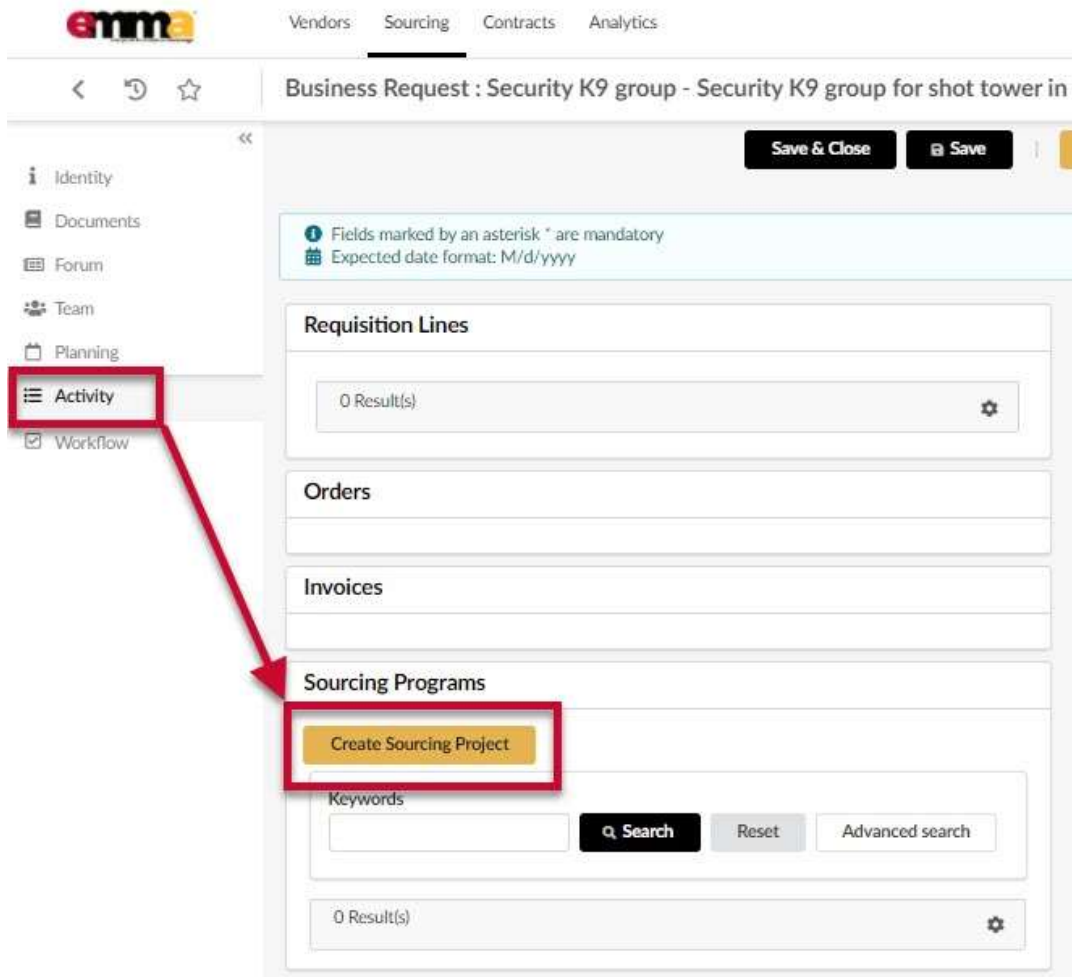 emma
Vendors Sourcing Contracts Analytics
Business Request : Security K9 group - Security K9 group for shot tower in
Save & Close Save
Identity
Documents
Forum
Team
Planning
Activity
Workflow
Fields marked by an asterisk * are mandatory
Expected date format: M/d/yyyy
Requisition Lines
0 Result(s)
Orders
Invoices
Sourcing Programs
Create Sourcing Project
Keywords
Search Reset Advanced search
0 Result(s)